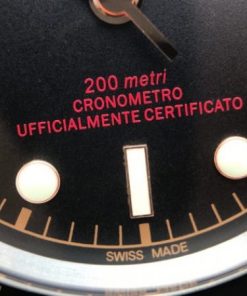 200 metri
CRONOMETRO
UFFICIALMENTE CERTIFICATO
SWISS MADE